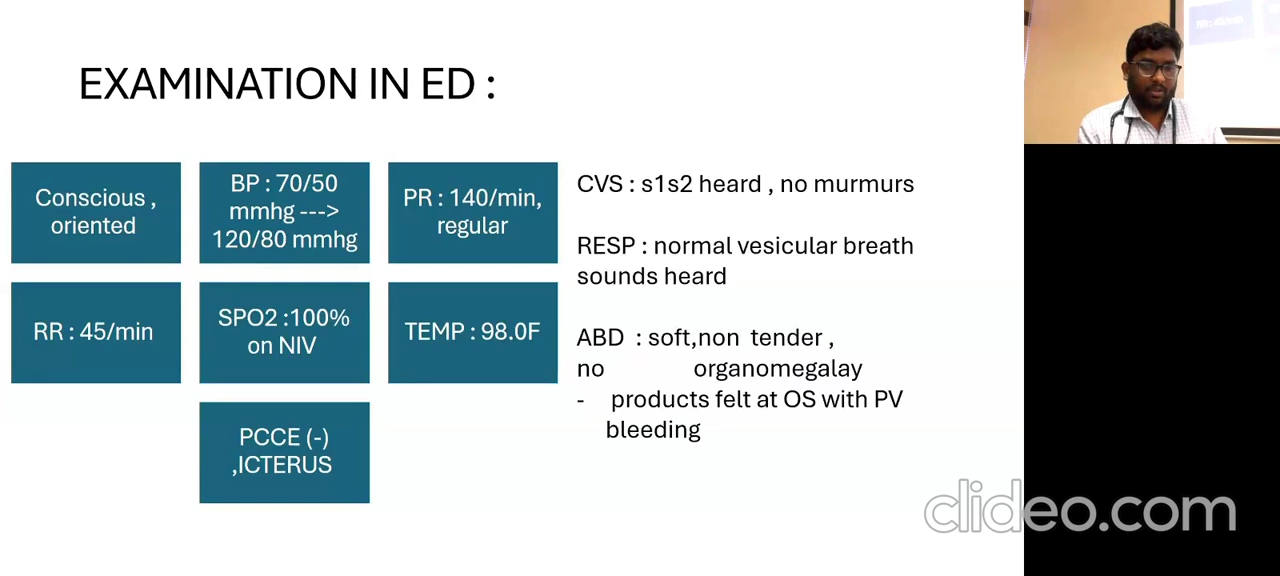 EXAMINATION IN ED :
Conscious ,
oriented
BP : 70/50
mmhg --->
120/80 mmhg
PR : 140/min,
regular
RR : 45/min
SPO2 :100%
on NIV
TEMP : 98.0F
PCCE (-)
,ICTERUS
CVS : s1s2 heard , no murmurs
RESP : normal vesicular breath
sounds heard
ABD : soft,non tender ,
no organomegalay
- products felt at OS with PV
bleeding
clideo.com